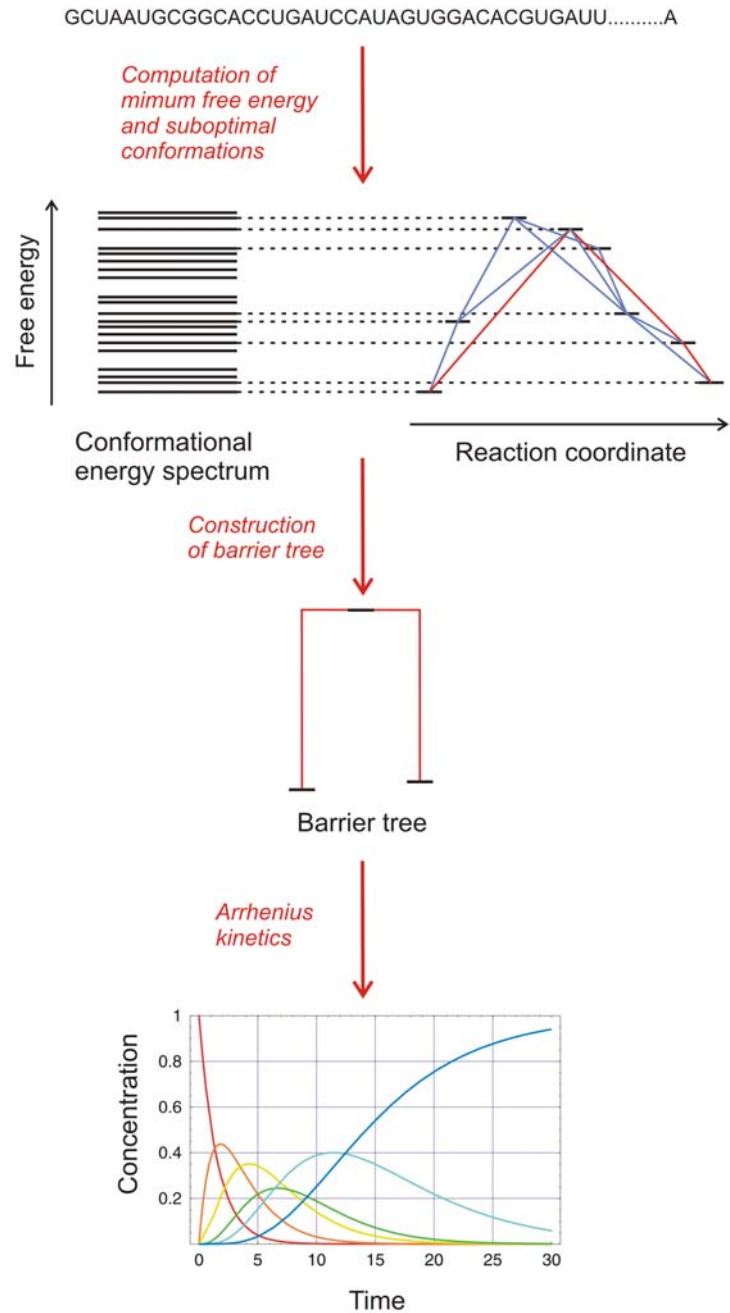 GCUAAUGCGGCACCUGAUCCAUAGUGGACACGUGAUU..........A
Computation of
mimum free energy
and suboptimal
conformations
Free energy
Conformational
energy spectrum
Reaction coordinate
Construction
of barrier tree
Barrier tree
Arrhenius
kinetics
Concentration
1
0.8
0.6
0.4
0.2
0 5 10 15 20 25 30
Time